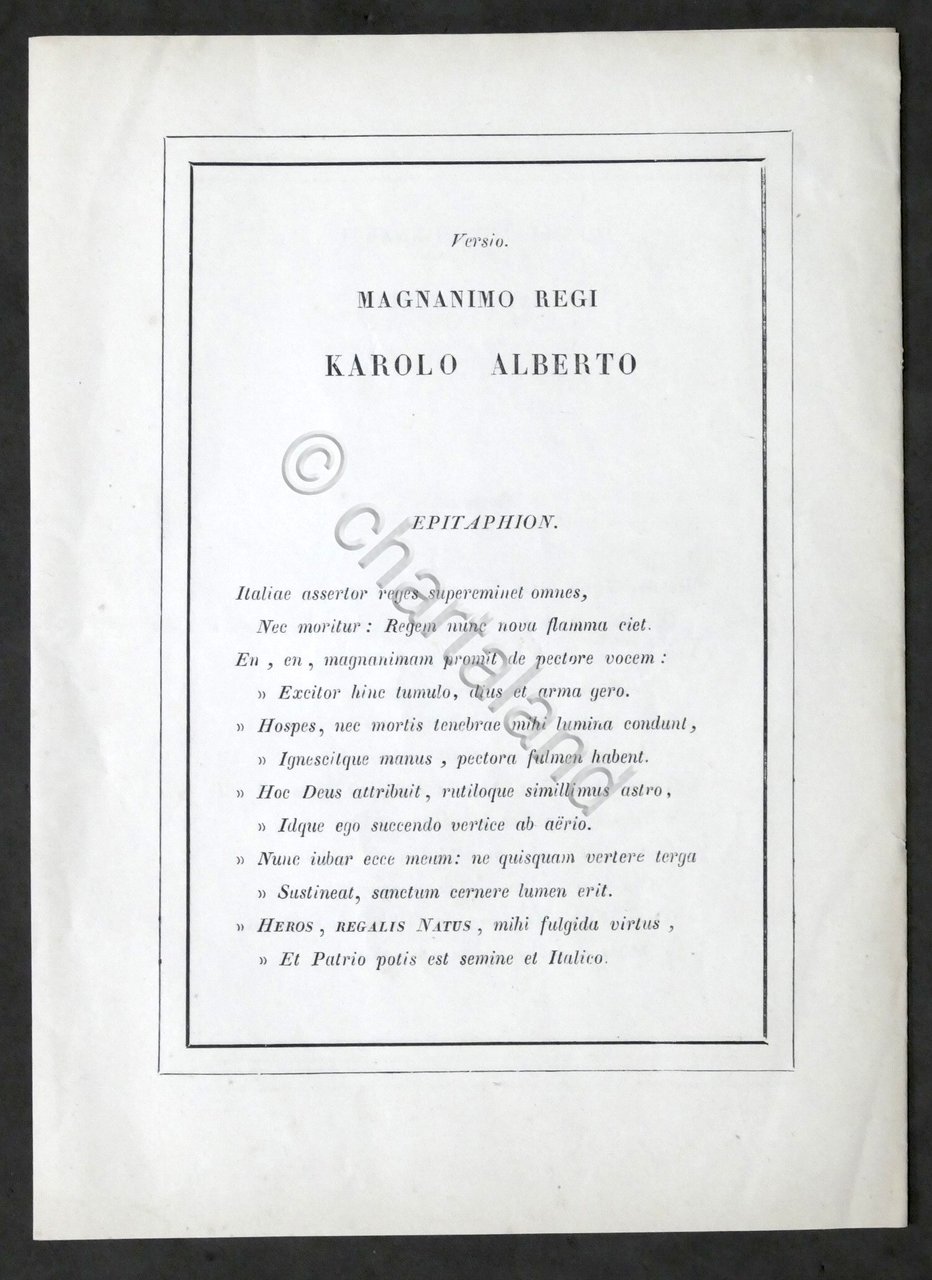 Versio.
MAGNANIMO REGI
KAROLO ALBERTO
EPITAPHION.
Italiae assertor reges supereminet omnes,
Nec moritur : Regem nunc nova flamma ciet.
En , en , magnanimam promit de pectore vocem :
» Excitor hinc tumulo, dius et arma gero.
» Hospes, nec mortis tenebrae mihi lumina condunt,
» Ignescitque manus , pectora fulmen habent.
» Hoc Deus attribuit, rutiloque simillimus astro,
» Idque ego succendo vertice ab aërio.
» Nunc iubar ecce meum: ne quisquam vertere terga
» Sustineat, sanctum cernere lumen erit.
» HEROS , REGALIS NATUS , mihi fulgida virtus ,
» Et Patrio potis est semine et Italico.
© chartaland